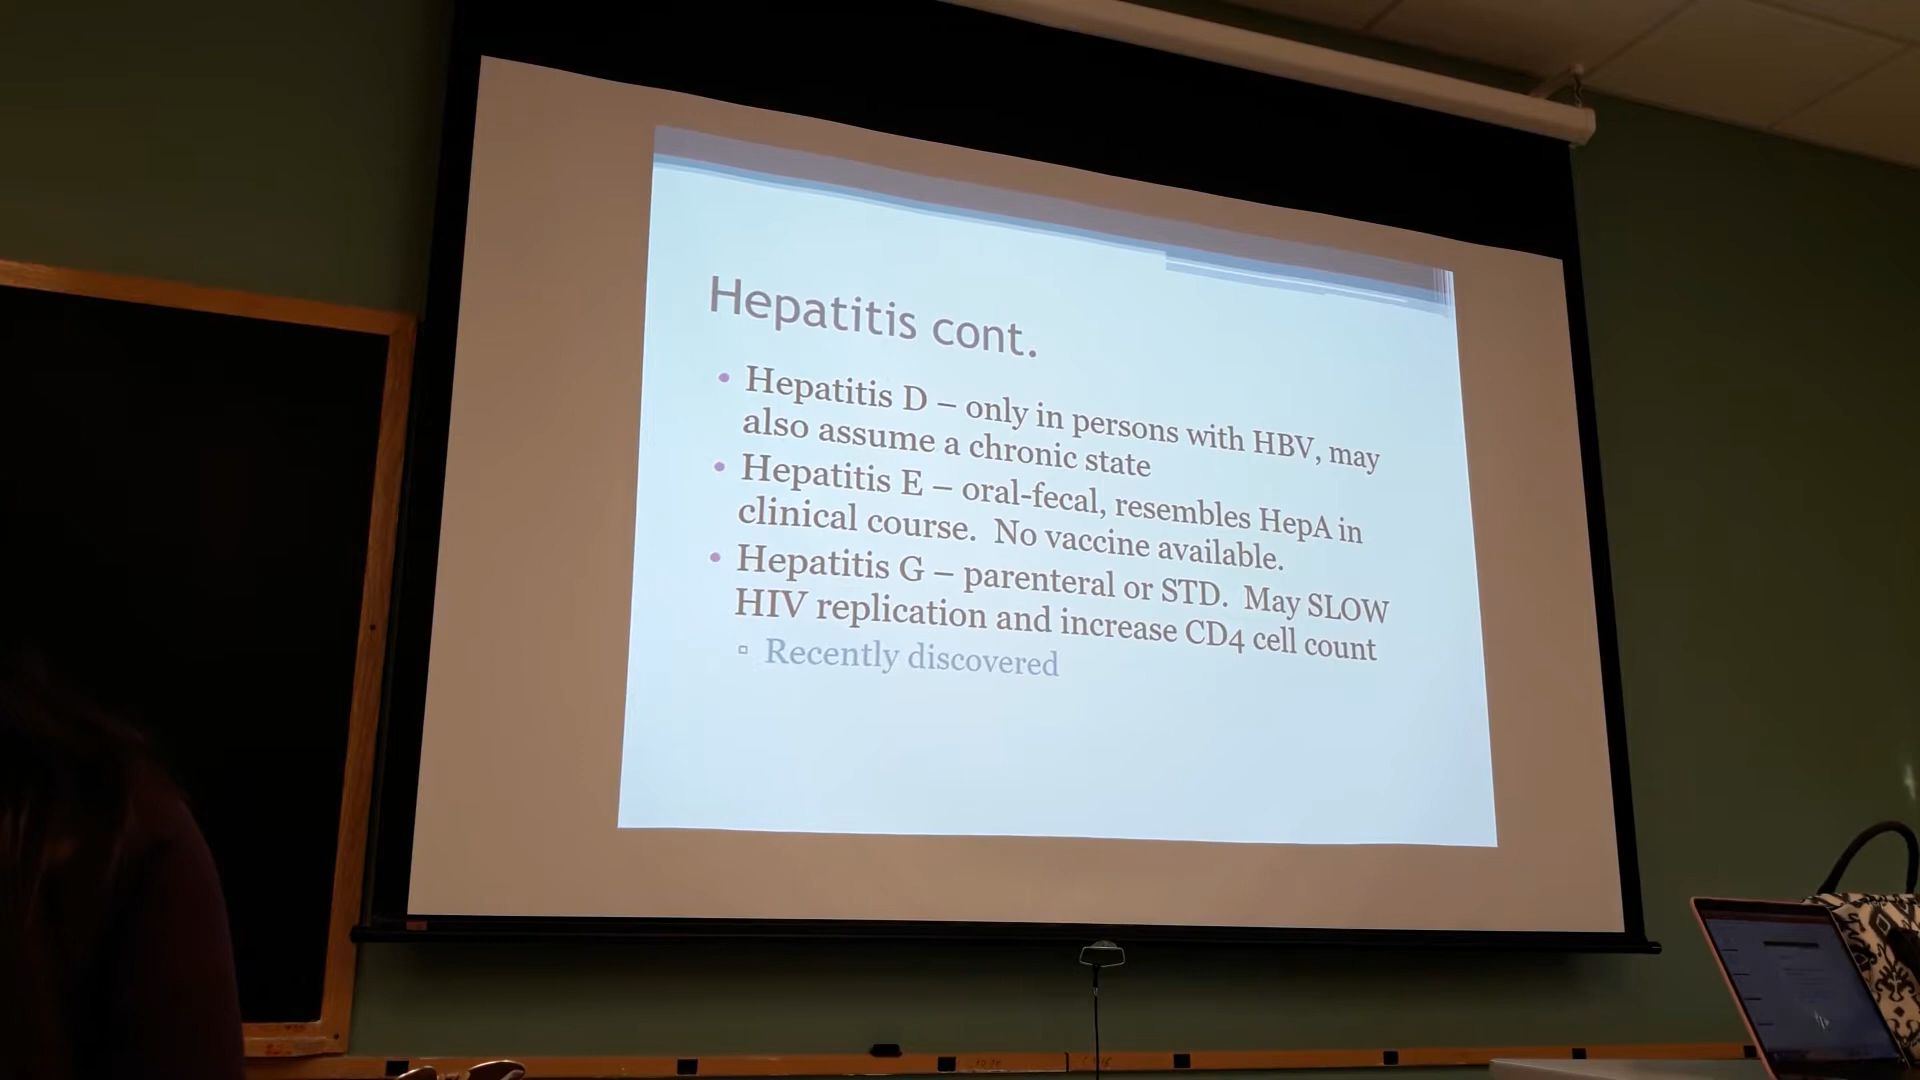 Hepatitis cont.
• Hepatitis D – only in persons with HBV, may
also assume a chronic state
• Hepatitis E – oral-fecal, resembles HepA in
clinical course. No vaccine available.
• Hepatitis G – parenteral or STD. May SLOW
HIV replication and increase CD4 cell count
▫ Recently discovered